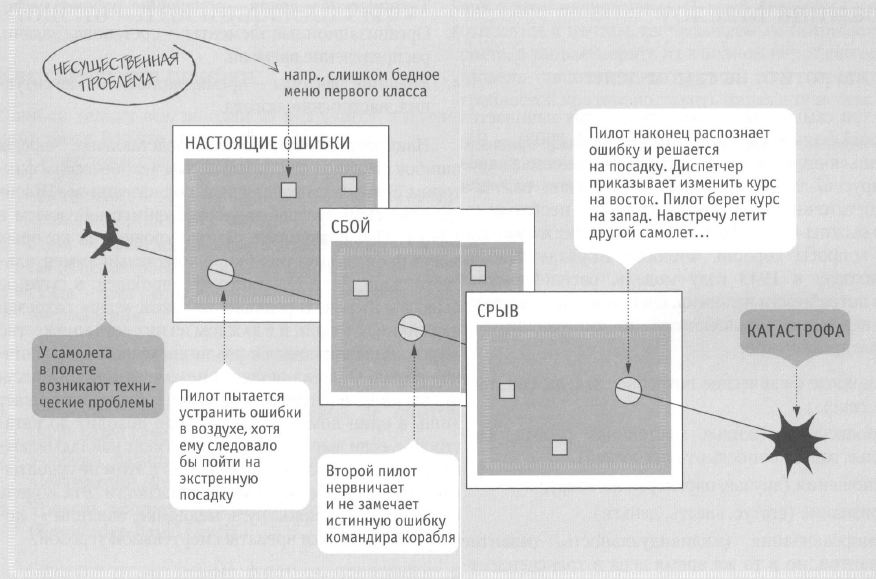 НЕСУЩЕСТВЕННАЯ
ПРОБЛЕМА
напр., слишком бедное
меню первого класса
НАСТОЯЩИЕ ОШИБКИ
СБОЙ
СРЫВ
Пилот наконец распознает
ошибку и решается
на посадку. Диспетчер
приказывает изменить курс
на восток. Пилот берет курс
на запад. Навстречу летит
другой самолет...
КАТАСТРОФА
У самолета
в полете
возникают техни-
ческие проблемы
Пилот пытается
устранить ошибки
в воздухе, хотя
ему следовало
бы пойти на
экстренную
посадку
Второй пилот
нервничает
и не замечает
истинную ошибку
командира корабля